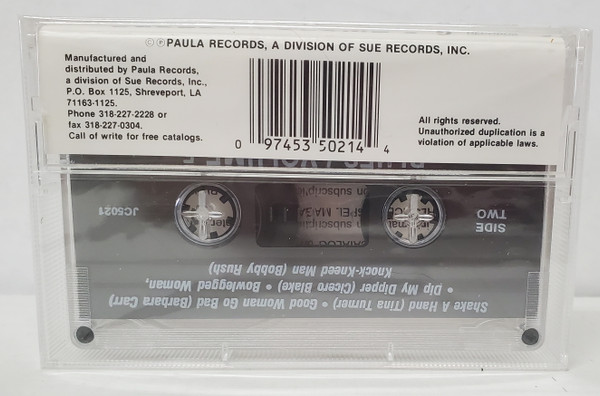 ©℗PAULA RECORDS, A DIVISION OF SUE RECORDS, INC.
Manufactured and
distributed by Paula Records,
a division of Sue Records, Inc.,
P.O. Box 1125, Shreveport, LA
71163-1125.
Phone 318-227-2228 or
fax 318-227-0304.
Call of write for free catalogs.
0 97453 50214 4
All rights reserved.
Unauthorized duplication is a
violation of applicable laws.
SIDE
TWO
JC5021
Shake A Hand (Tina Turner) • Good Woman Go Bad (Barbara Carr)
• Dip My Dipper (Cicero Blake) • Bowlegged Woman,
Knock-Kneed Man (Bobby Rush)